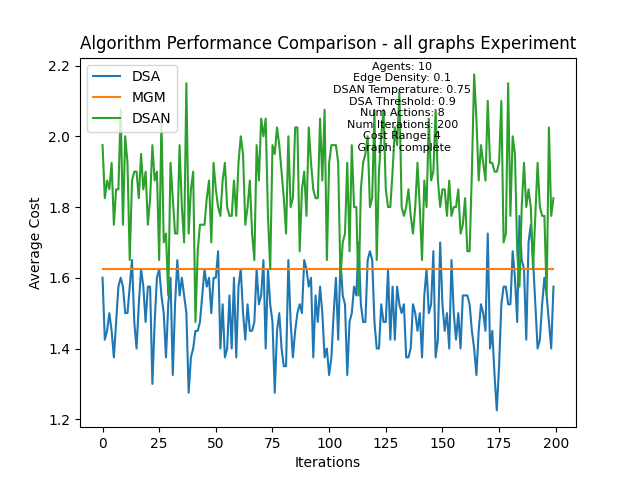 Algorithm Performance Comparison - all graphs Experiment
DSA
MGM
DSAN
Agents: 10
Edge Density: 0.1
DSAN Temperature: 0.75
DSA Threshold: 0.9
Num Actions: 8
Num Iterations: 200
Cost Range: 4
Graph: complete
Average Cost
2.2
2.0
1.8
1.6
1.4
1.2
0
25
50
75
100
125
150
175
200
Iterations